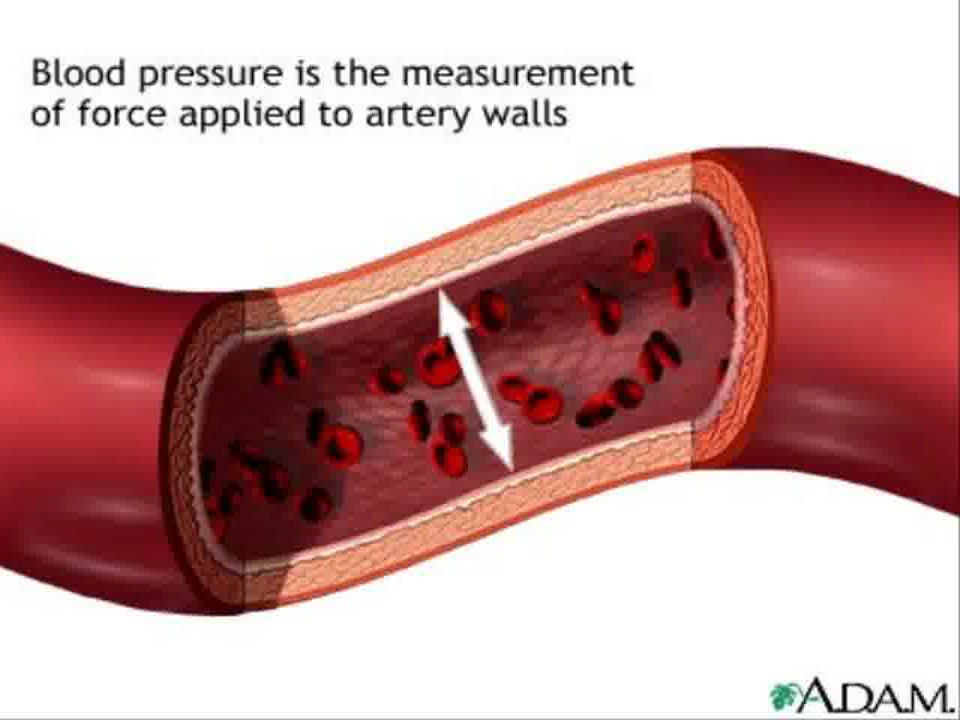 Blood pressure is the measurement
of force applied to artery walls
A.D.A.M.